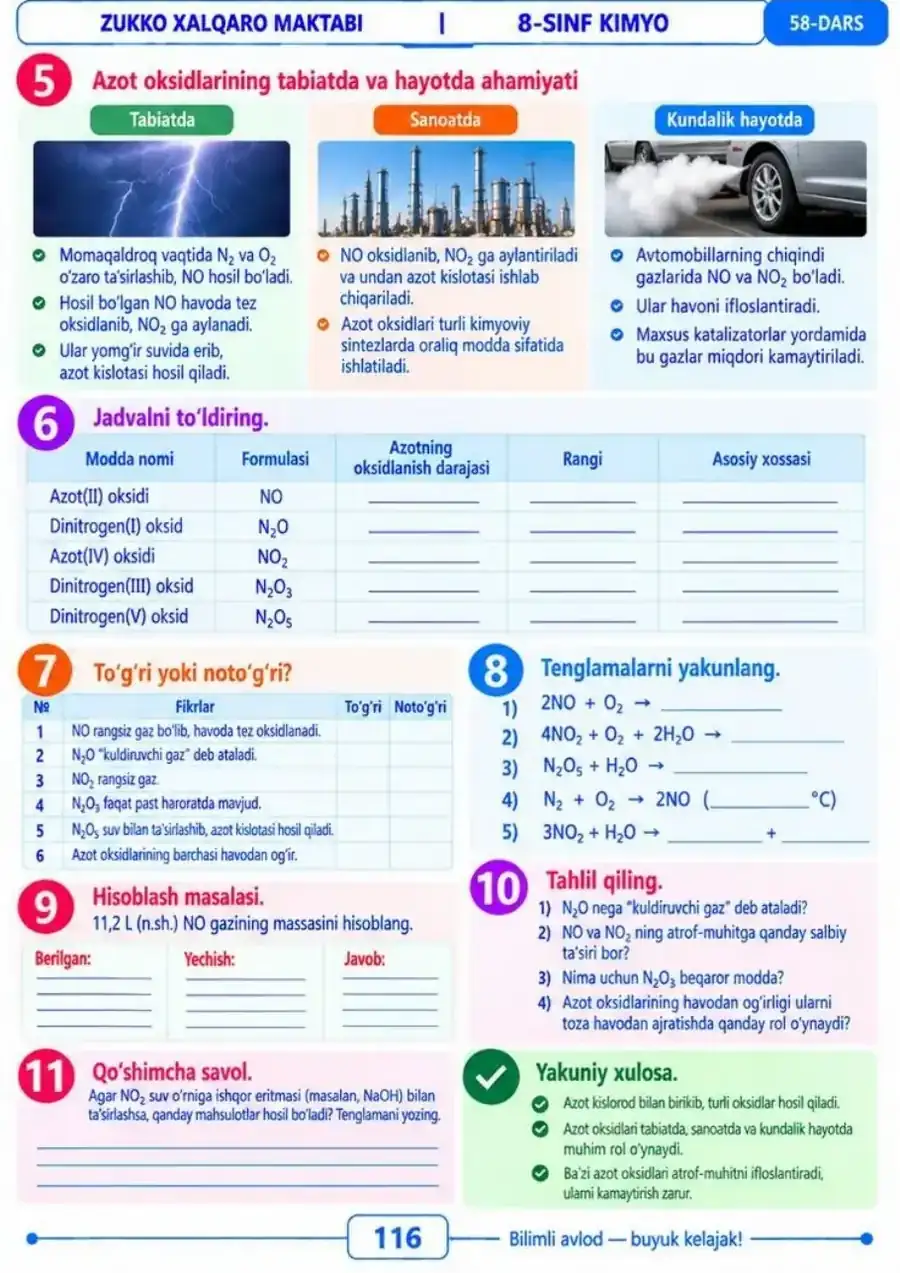 ZUKKO XALQARO MAKTABI | 8-SINF KIMYO 58-DARS
5 Azot oksidlarining tabiatda va hayotda ahamiyati
Tabiatda
Momaqaldroq vaqtida N₂ va O₂
o'zaro ta'sirlashib, NO hosil bo'ladi.
Hosil bo'lgan NO havoda tez
oksidlanib, NO₂ ga aylanadi.
Ular yomg'ir suvida erib,
azot kislotasi hosil qiladi.
Sanoatda
NO oksidlanib, NO₂ ga aylantiriladi
va undan azot kislotasi ishlab
chiqariladi.
Azot oksidlari turli kimyoviy
sintezlarda oraliq modda sifatida
ishlatiladi.
Kundalik hayotda
Avtomobillarning chiqindi
gazlarida NO va NO₂ bo'ladi.
Ular havoni ifloslantiradi.
Maxsus katalizatorlar yordamida
bu gazlar miqdori kamaytiriladi.
6 Jadvalni to'ldiring.
Modda nomi Formulasi Azotning oksidlanish darajasi Rangi Asosiy xossasi
Azot(II) oksidi NO
Dinitrogen(I) oksid N₂O
Azot(IV) oksidi NO₂
Dinitrogen(III) oksid N₂O₃
Dinitrogen(V) oksid N₂O₅
7 To'g'ri yoki noto'g'ri?
№ Fikrlar To'g'ri Noto'g'ri
1 NO rangsiz gaz bo'lib, havoda tez oksidlanadi.
2 N₂O "kuldiruvchi gaz" deb ataladi.
3 NO₂ rangsiz gaz.
4 N₂O₃ faqat past haroratda mavjud.
5 N₂O₅ suv bilan ta'sirlashib, azot kislotasi hosil qiladi.
6 Azot oksidlarining barchasi havodan og'ir.
8 Tenglamalarni yakunlang.
1) 2NO + O₂ → ____________
2) 4NO₂ + O₂ + 2H₂O → ____________
3) N₂O₅ + H₂O → ____________
4) N₂ + O₂ → 2NO (__________°C)
5) 3NO₂ + H₂O → __________ + __________
9 Hisoblash masalasi.
11,2 L (n.sh.) NO gazining massasini hisoblang.
Berilgan: Yechish: Javob:
10 Tahlil qiling.
1) N₂O nega "kuldiruvchi gaz" deb ataladi?
2) NO va NO₂ ning atrof-muhitga qanday salbiy
ta'siri bor?
3) Nima uchun N₂O₃ beqaror modda?
4) Azot oksidlarining havodan og'irligi ularni
toza havodan ajratishda qanday rol o'ynaydi?
11 Qo'shimcha savol.
Agar NO₂ suv o'rniga ishqor eritmasi (masalan, NaOH) bilan
ta'sirlashsa, qanday mahsulotlar hosil bo'ladi? Tenglamani yozing.
Yakuniy xulosa.
Azot kislorod bilan birikib, turli oksidlar hosil qiladi.
Azot oksidlari tabiatda, sanoatda va kundalik hayotda
muhim rol o'ynaydi.
Ba'zi azot oksidlari atrof-muhitni ifloslantiradi,
ularni kamaytirish zarur.
116 Bilimli avlod — buyuk kelajak!